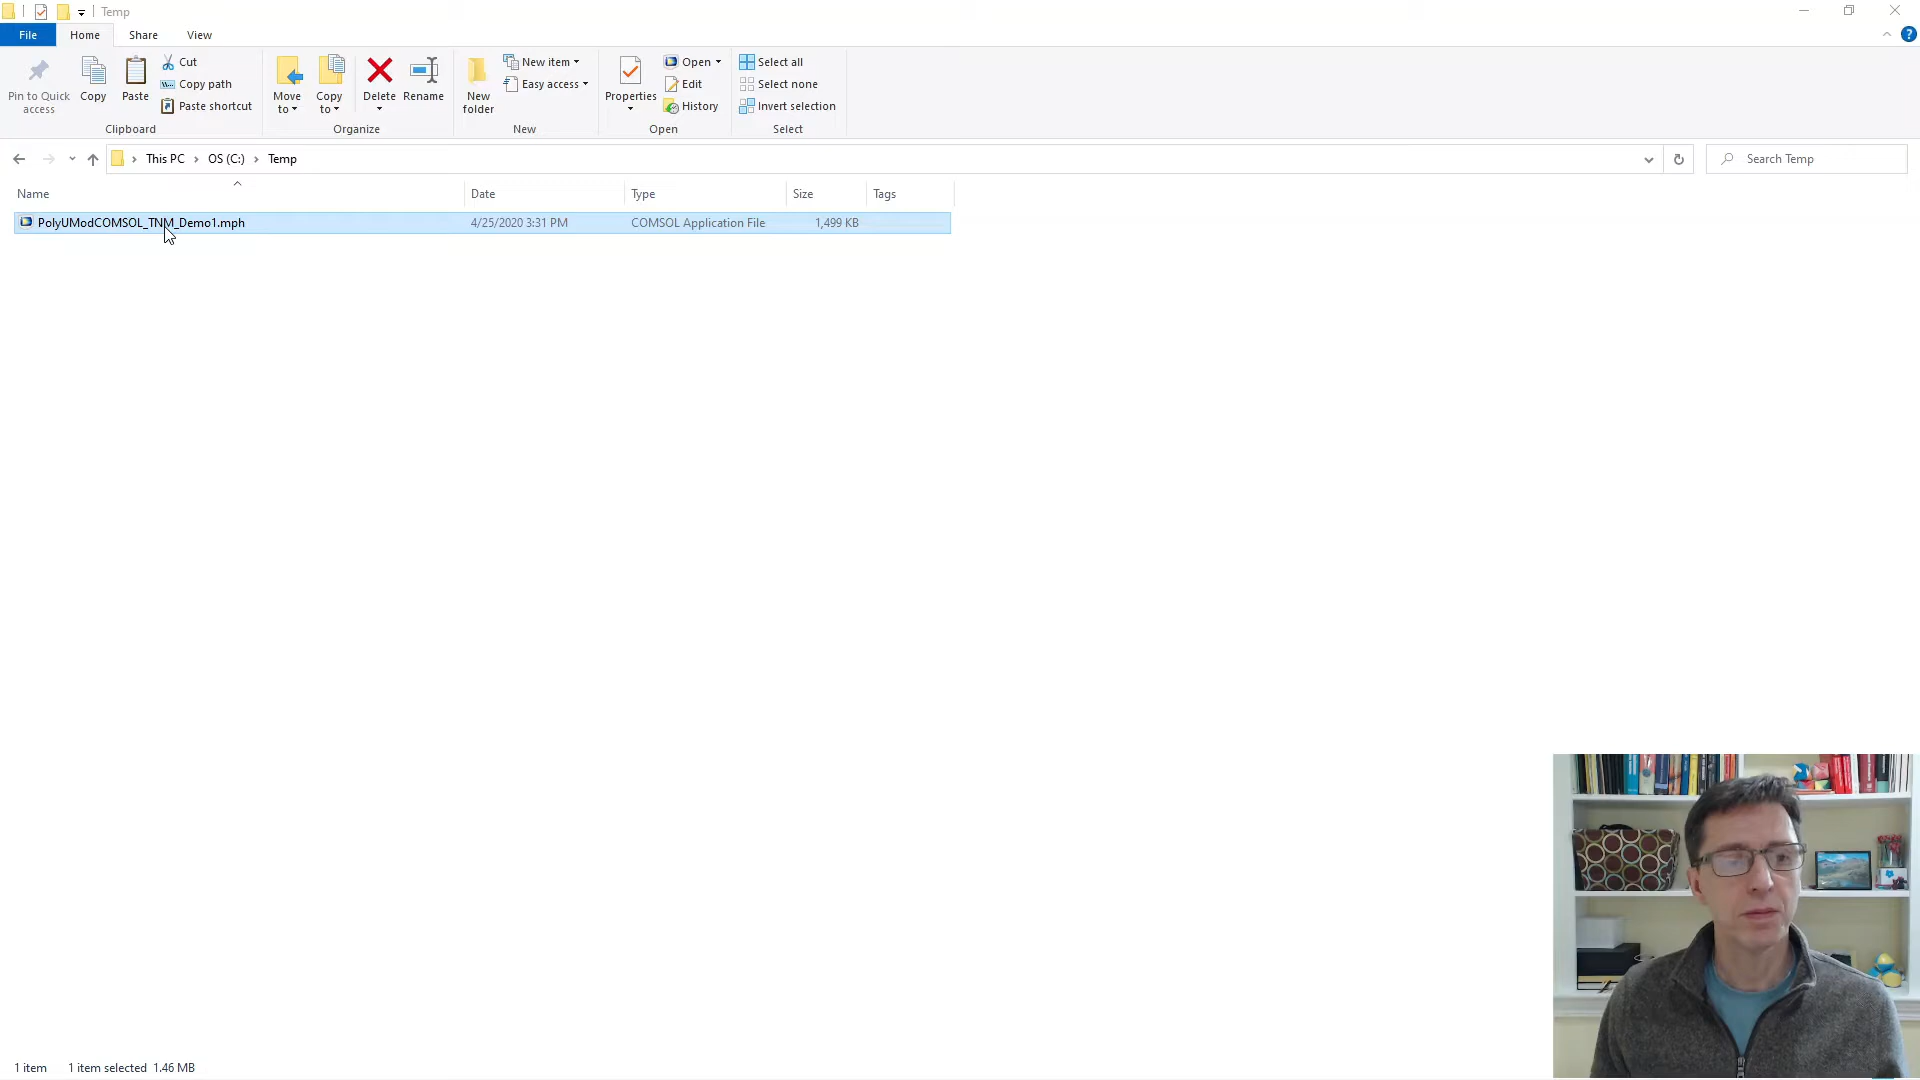 Temp
File Home Share View
Pin to Quick access
Copy
Paste
Cut
Copy path
Paste shortcut
Clipboard
Move to
Copy to
Delete
Rename
Organize
New folder
New item
Easy access
New
Properties
Open
Edit
History
Open
Select all
Select none
Invert selection
Select
This PC OS (C:) Temp
Search Temp
Name Date Type Size Tags
PolyUModCOMSOL_TNM_Demo1.mph 4/25/2020 3:31 PM COMSOL Application File 1,499 KB
1 item 1 item selected 1.46 MB